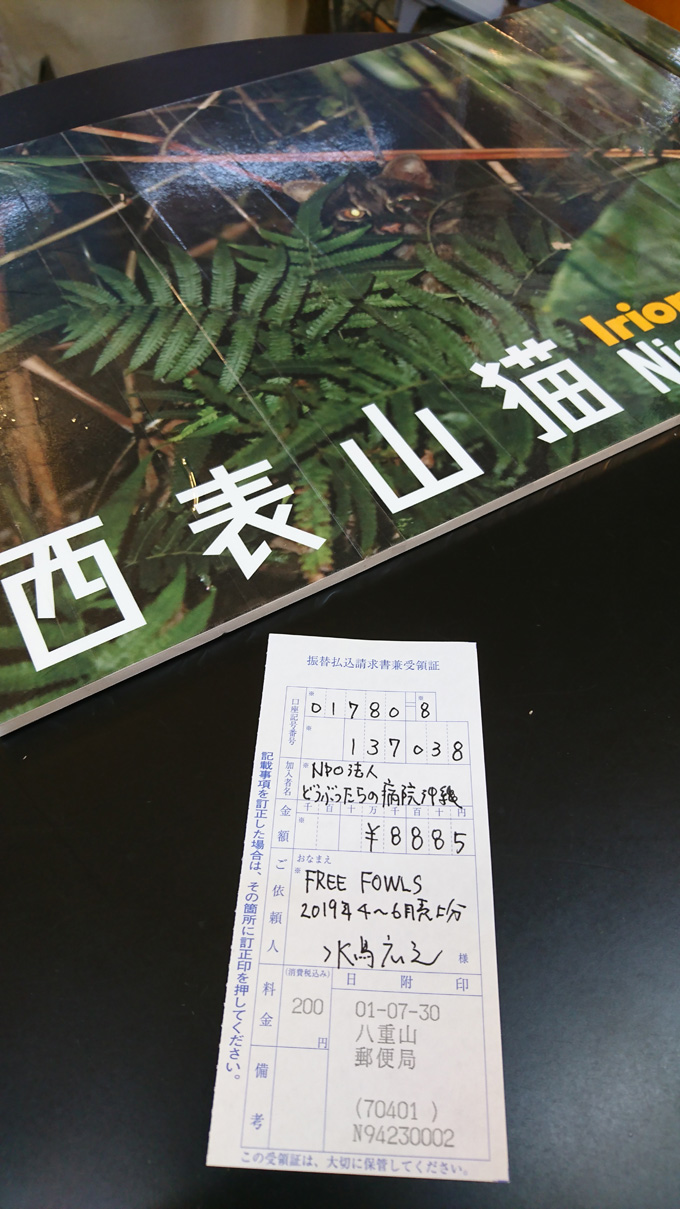 西表山猫
Irio
Ni
振替払込請求書兼受領証
口座記号番号
※
01780-8
※
137038
加入者名
※
NPO法人
どうぶつたちの病院沖縄
金額
千百十万千百十円
※
¥8885
ご依頼人
おなまえ
※
FREE FOWLS
2019年4〜6月売上分
水鳥広之
様
料金
(消費税込み)
200
円
日附印
01-07-30
八重山
郵便局
(70401 )
N94230002
備考
記載事項を訂正した場合は、その箇所に訂正印を押してください。
この受領証は、大切に保管してください。